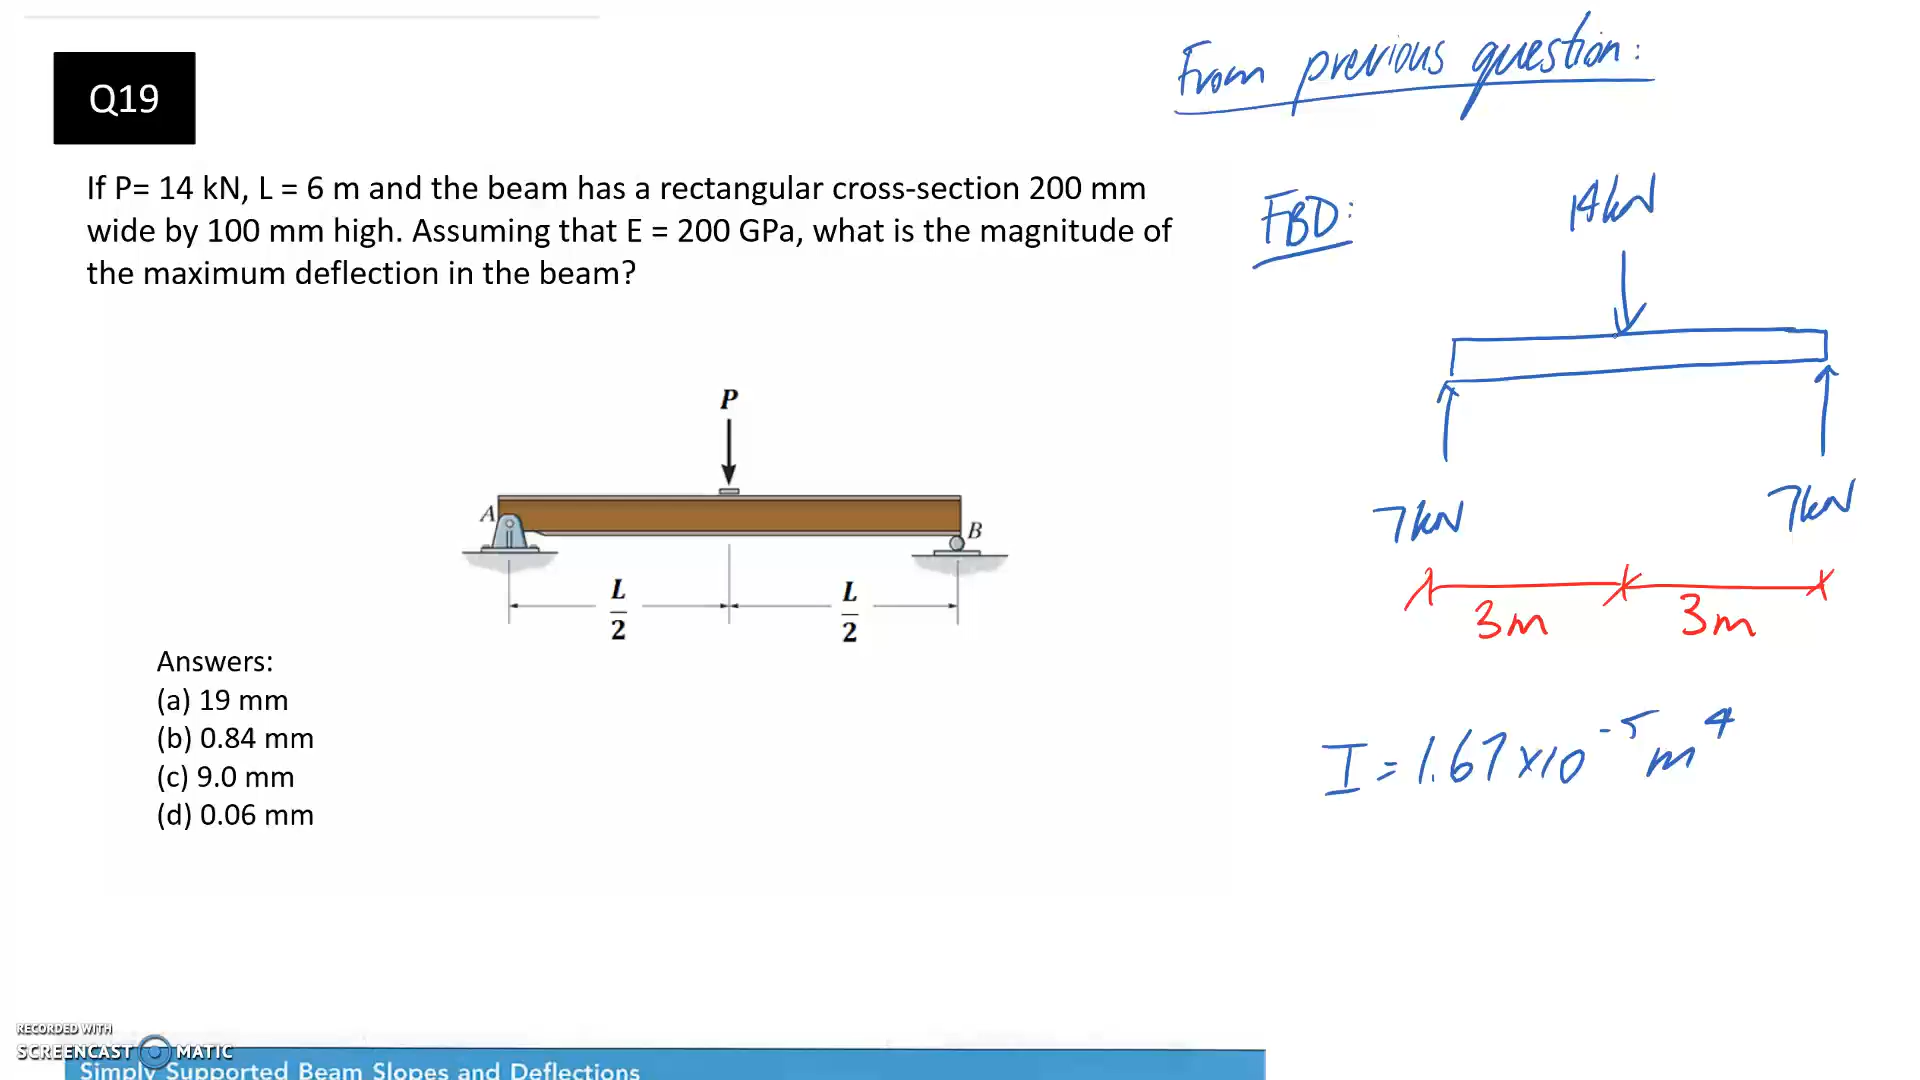 From previous question:
Q19
If P= 14 kN, L = 6 m and the beam has a rectangular cross-section 200 mm
wide by 100 mm high. Assuming that E = 200 GPa, what is the magnitude of
the maximum deflection in the beam?
FBD:
14kN
P
A
B
7kN
7kN
L
2
L
2
3m
3m
Answers:
(a) 19 mm
(b) 0.84 mm
(c) 9.0 mm
(d) 0.06 mm
I = 1.67 x10⁻⁵ m⁴
RECORDED WITH
SCREENCAST MATIC
Simply Supported Beam Slopes and Deflections